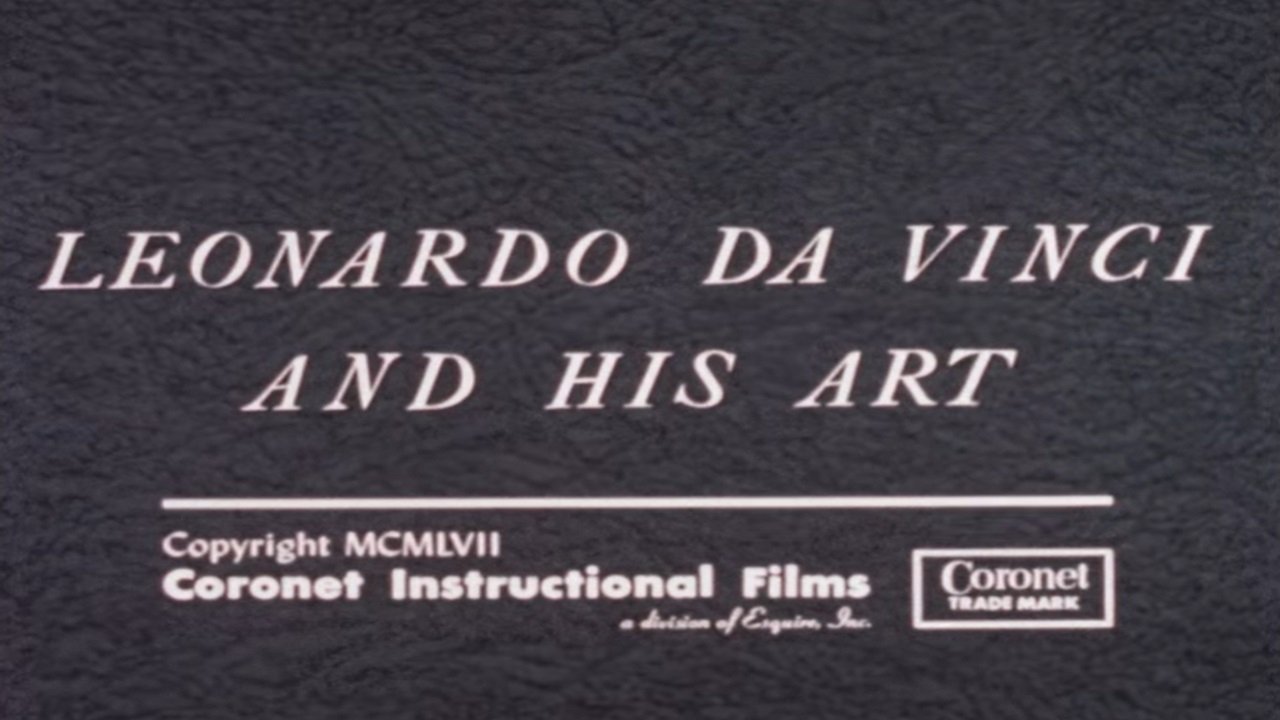 LEONARDO DA VINCI
AND HIS ART
Copyright MCMLVII
Coronet Instructional Films
a division of Esquire, Inc.
Coronet
TRADE MARK